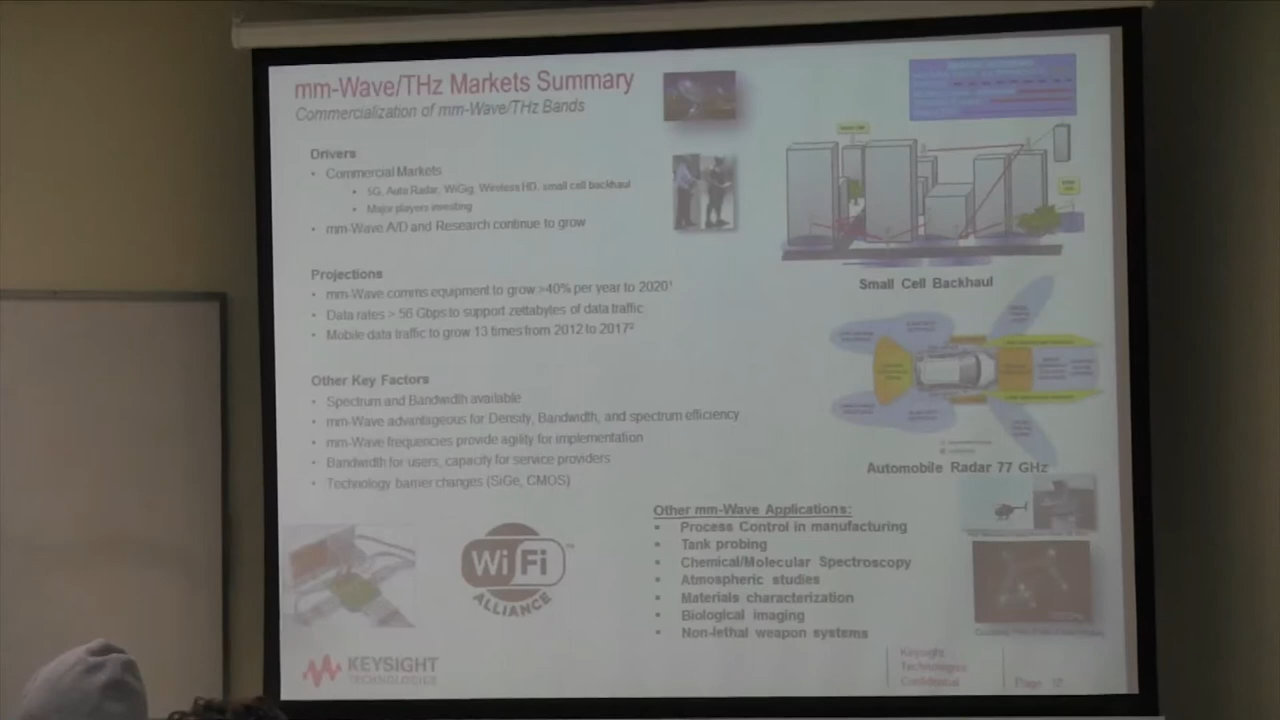 mm-Wave/THz Markets Summary
Commercialization of mm-Wave/THz Bands
Drivers
• Commercial Markets
• 5G, Auto Radar, WiGig, Wireless HD, small cell backhaul
• Major players investing
• mm-Wave A/D and Research continue to grow
Projections
• mm-Wave comms equipment to grow >40% per year to 2020¹
• Data rates > 56 Gbps to support zettabytes of data traffic
• Mobile data traffic to grow 13 times from 2012 to 2017²
Other Key Factors
• Spectrum and Bandwidth available
• mm-Wave advantageous for Density, Bandwidth, and spectrum efficiency
• mm-Wave frequencies provide agility for implementation
• Bandwidth for users, capacity for service providers
• Technology barrier changes (SiGe, CMOS)
Small Cell Backhaul
Automobile Radar 77 GHz
Other mm-Wave Applications:
▪ Process Control in manufacturing
▪ Tank probing
▪ Chemical/Molecular Spectroscopy
▪ Atmospheric studies
▪ Materials characterization
▪ Biological imaging
▪ Non-lethal weapon systems
WiFi
ALLIANCE
KEYSIGHT
TECHNOLOGIES
Keysight
Technologies
Confidential
Page